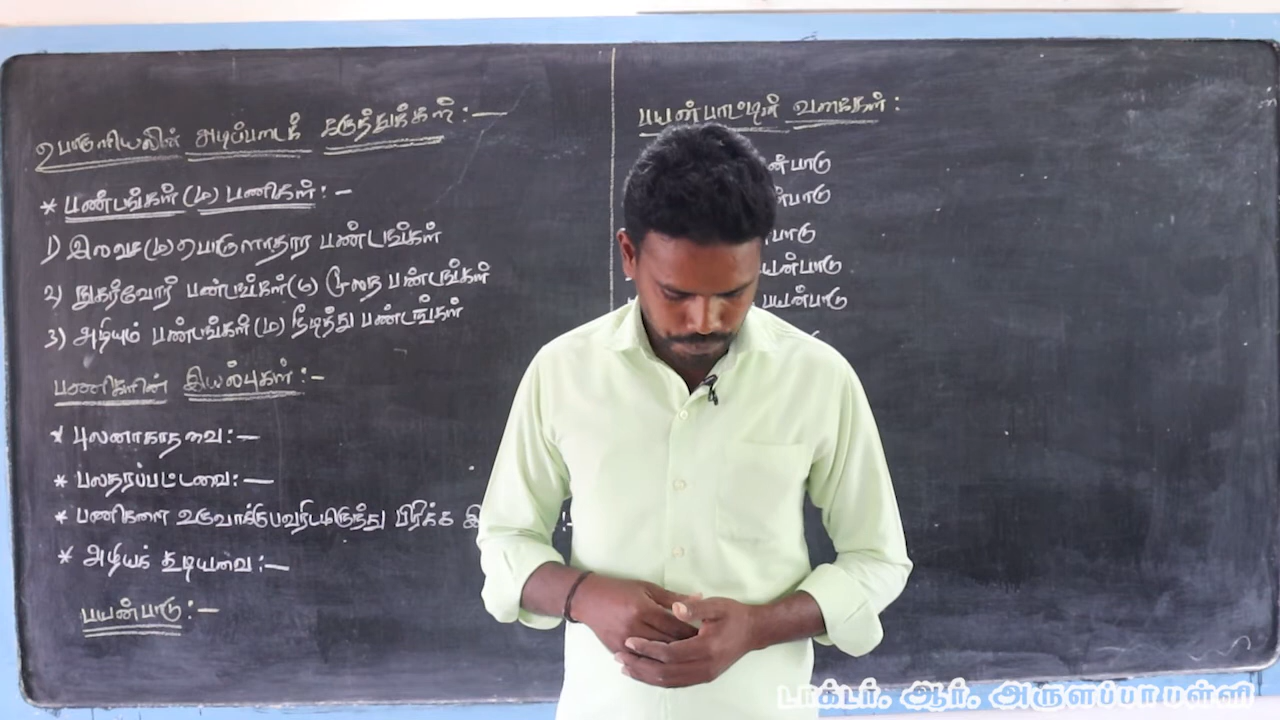 பொருளியலின் அடிப்படைக் கருத்துக்கள்:-
* பண்டங்கள் (ம) பணிகள்:-
1) இலவச (ம) பொருளாதார பண்டங்கள்
2) நுகர்வோர் பண்டங்கள் (ம) மூலதன பண்டங்கள்
3) அழியும் பண்டங்கள் (ம) நீடித்து பண்டங்கள்
பணிகளின் இயல்புகள்:-
* புலனாகாதவை:-
* பலதரப்பட்டவை:-
* பணிகளை உருவாக்குபவரிடமிருந்து பிரிக்க இ
* அழியக் கூடியவை:-
பயன்பாடு:-
பயன்பாட்டின் வகைகள்:
ன்பாடு
ன்பாடு
பாடு
யன்பாடு
பயன்பாடு
டாக்டர். ஆர். அருளப்பா பள்ளி